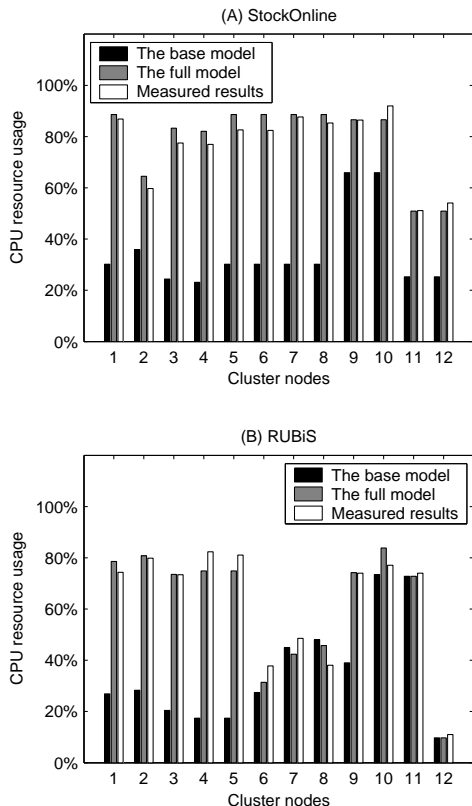 (A) StockOnline
The base model
The full model
Measured results
100%
80%
60%
40%
20%
0%
CPU resource usage
1 2 3 4 5 6 7 8 9 10 11 12
Cluster nodes
(B) RUBiS
The base model
The full model
Measured results
100%
80%
60%
40%
20%
0%
CPU resource usage
1 2 3 4 5 6 7 8 9 10 11 12
Cluster nodes